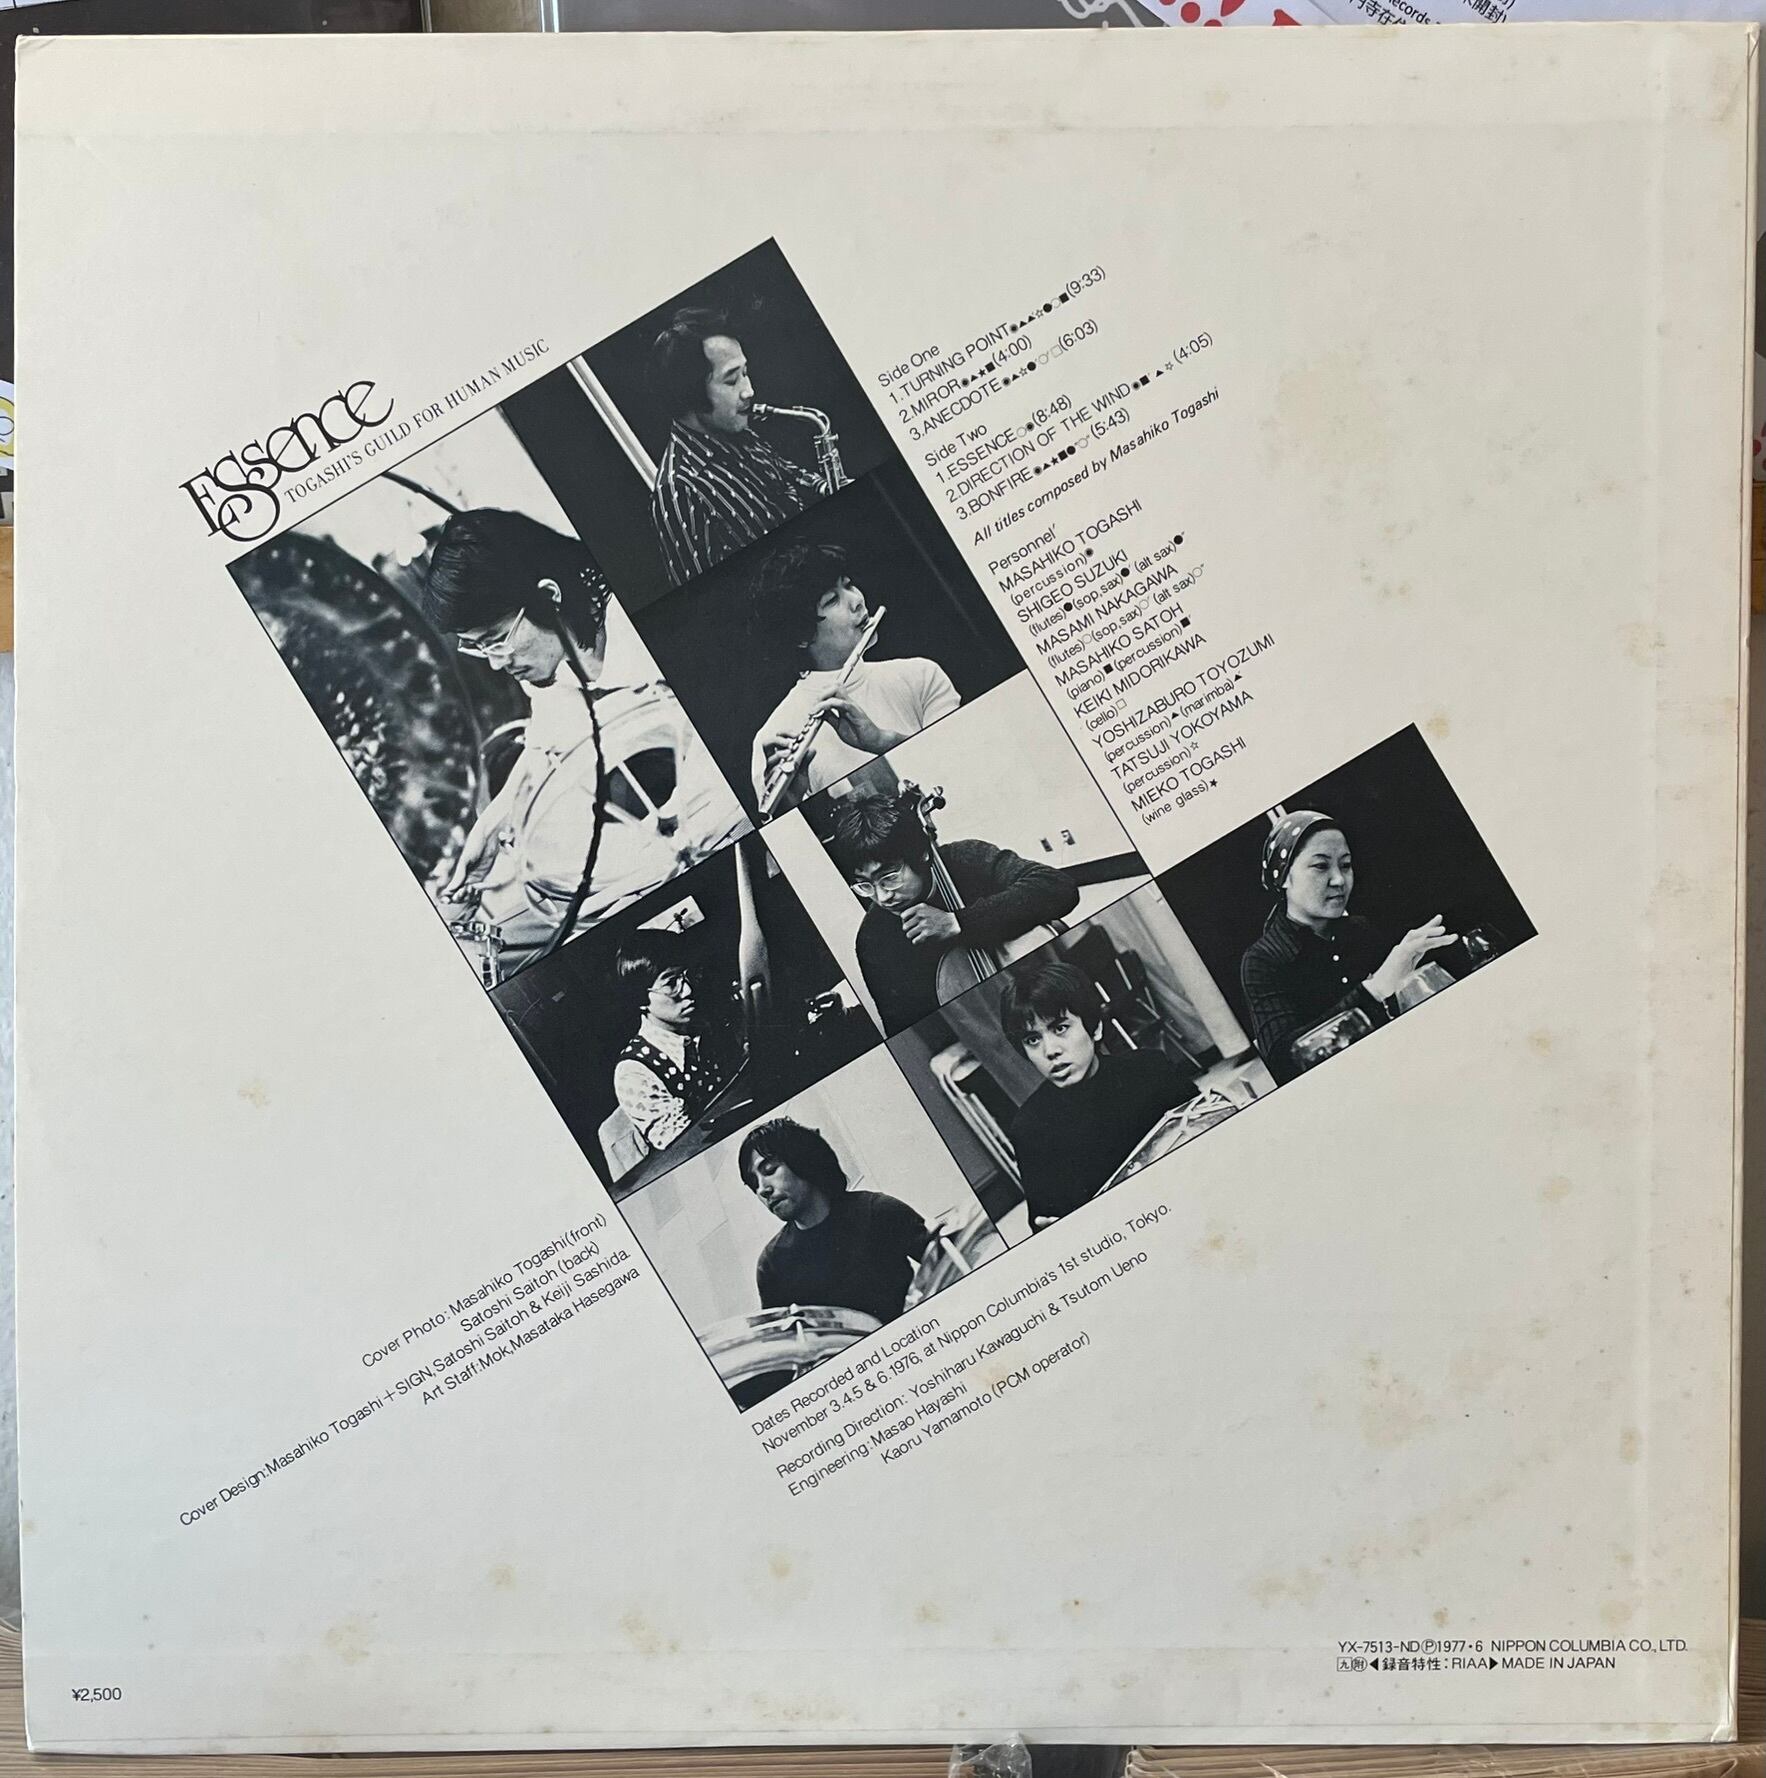 Essence
TOGASHI'S GUILD FOR HUMAN MUSIC
Side One
1.TURNING POINT◉▲▲☆●○■(9:33)
2.MIROR◉▲★■(4:00)
3.ANECDOTE◉▲☆●○□(6:03)
Side Two
1.ESSENCE○◉(8:48)
2.DIRECTION OF THE WIND◉■▲☆(4:05)
3.BONFIRE◉▲★■●○(5:43)
All titles composed by Masahiko Togashi
Personnel
MASAHIKO TOGASHI
(percussion)◉
SHIGEO SUZUKI
(flutes)●(sop,sax)●′(alt sax)●″
MASAMI NAKAGAWA
(flutes)○(sop,sax)○′(alt sax)○″
MASAHIKO SATOH
(piano)■(percussion)■′
KEIKI MIDORIKAWA
(cello)□
YOSHIZABURO TOYOZUMI
(percussion)▲(marimba)▲′
TATSUJI YOKOYAMA
(percussion)☆
MIEKO TOGASHI
(wine glass)★
Cover Photo:Masahiko Togashi(front)
Satoshi Saitoh(back)
Cover Design:Masahiko Togashi+SIGN,Satoshi Saitoh & Keiji Sashida.
Art Staff:Mok,Masataka Hasegawa
Dates Recorded and Location
November 3.4.5 & 6.1976, at Nippon Columbia's 1st studio, Tokyo.
Recording Direction: Yoshiharu Kawaguchi & Tsutom Ueno
Engineering:Masao Hayashi
Kaoru Yamamoto(PCM operator)
YX-7513-NDⓅ1977・6 NIPPON COLUMBIA CO.,LTD.
九附◀録音特性:RIAA▶MADE IN JAPAN
¥2,500